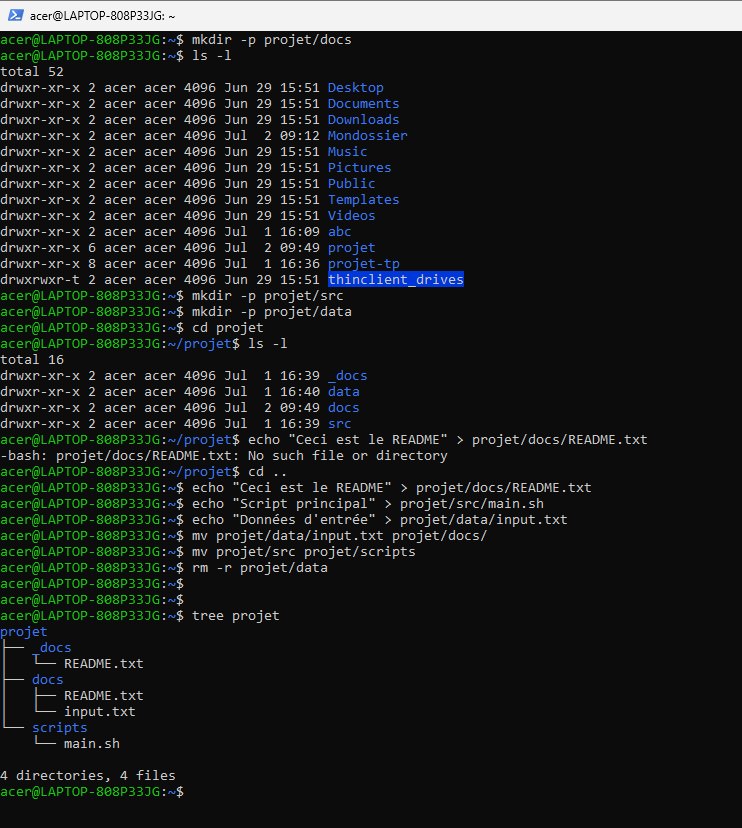 acer@LAPTOP-808P33JG: ~
acer@LAPTOP-808P33JG:~$ mkdir -p projet/docs
acer@LAPTOP-808P33JG:~$ ls -l
total 52
drwxr-xr-x 2 acer acer 4096 Jun 29 15:51 Desktop
drwxr-xr-x 2 acer acer 4096 Jun 29 15:51 Documents
drwxr-xr-x 2 acer acer 4096 Jun 29 15:51 Downloads
drwxr-xr-x 2 acer acer 4096 Jul  2 09:12 Mondossier
drwxr-xr-x 2 acer acer 4096 Jun 29 15:51 Music
drwxr-xr-x 2 acer acer 4096 Jun 29 15:51 Pictures
drwxr-xr-x 2 acer acer 4096 Jun 29 15:51 Public
drwxr-xr-x 2 acer acer 4096 Jun 29 15:51 Templates
drwxr-xr-x 2 acer acer 4096 Jun 29 15:51 Videos
drwxr-xr-x 2 acer acer 4096 Jul  1 16:09 abc
drwxr-xr-x 6 acer acer 4096 Jul  2 09:49 projet
drwxr-xr-x 8 acer acer 4096 Jul  1 16:36 projet-tp
drwxrwxr-t 2 acer acer 4096 Jun 29 15:51 thinclient_drives
acer@LAPTOP-808P33JG:~$ mkdir -p projet/src
acer@LAPTOP-808P33JG:~$ mkdir -p projet/data
acer@LAPTOP-808P33JG:~$ cd projet
acer@LAPTOP-808P33JG:~/projet$ ls -l
total 16
drwxr-xr-x 2 acer acer 4096 Jul  1 16:39 _docs
drwxr-xr-x 2 acer acer 4096 Jul  1 16:40 data
drwxr-xr-x 2 acer acer 4096 Jul  2 09:49 docs
drwxr-xr-x 2 acer acer 4096 Jul  1 16:39 src
acer@LAPTOP-808P33JG:~/projet$ echo "Ceci est le README" > projet/docs/README.txt
-bash: projet/docs/README.txt: No such file or directory
acer@LAPTOP-808P33JG:~/projet$ cd ..
acer@LAPTOP-808P33JG:~$ echo "Ceci est le README" > projet/docs/README.txt
acer@LAPTOP-808P33JG:~$ echo "Script principal" > projet/src/main.sh
acer@LAPTOP-808P33JG:~$ echo "Données d'entrée" > projet/data/input.txt
acer@LAPTOP-808P33JG:~$ mv projet/data/input.txt projet/docs/
acer@LAPTOP-808P33JG:~$ mv projet/src projet/scripts
acer@LAPTOP-808P33JG:~$ rm -r projet/data
acer@LAPTOP-808P33JG:~$
acer@LAPTOP-808P33JG:~$
acer@LAPTOP-808P33JG:~$ tree projet
projet
├── _docs
│   └── README.txt
├── docs
│   ├── README.txt
│   └── input.txt
└── scripts
    └── main.sh
4 directories, 4 files
acer@LAPTOP-808P33JG:~$